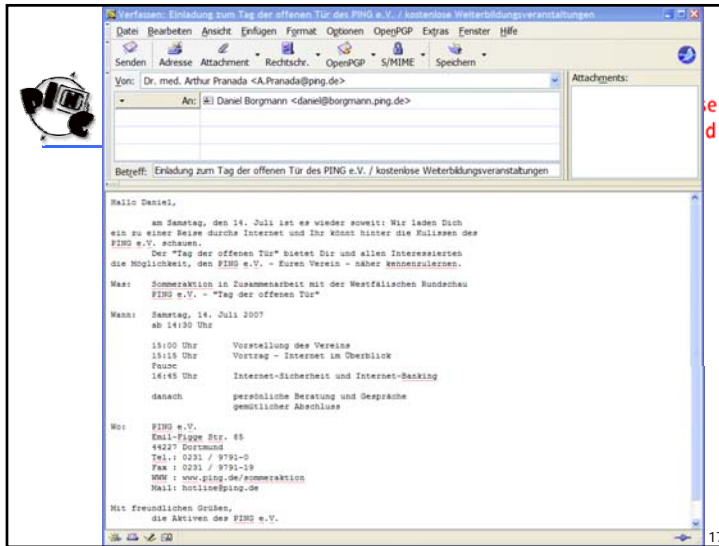 Verfassen: Einladung zum Tag der offenen Tür des PING e.V. / kostenlose Weiterbildungsveranstaltungen
Datei Bearbeiten Ansicht Einfügen Format Optionen OpenPGP Extras Fenster Hilfe
Senden Adresse Attachment Rechtschr. OpenPGP S/MIME Speichern
Von: Dr. med. Arthur Pranada <A.Pranada@ping.de>
Attachments:
An: Daniel Borgmann <daniel@borgmann.ping.de>
se
d
PING
Betreff: Einladung zum Tag der offenen Tür des PING e.V. / kostenlose Weiterbildungsveranstaltungen
Hallo Daniel,
am Samstag, den 14. Juli ist es wieder soweit: Wir laden Dich
ein zu einer Reise durchs Internet und Ihr könnt hinter die Kulissen des
PING e.V. schauen.
Der "Tag der offenen Tür" bietet Dir und allen Interessierten
die Möglichkeit, den PING e.V. - Euren Verein - näher kennenzulernen.
Was: Sommeraktion in Zusammenarbeit mit der Westfälischen Rundschau
PING e.V. - "Tag der offenen Tür"
Wann: Samstag, 14. Juli 2007
ab 14:30 Uhr
15:00 Uhr Vorstellung des Vereins
15:15 Uhr Vortrag - Internet im Überblick
Pause
16:45 Uhr Internet-Sicherheit und Internet-Banking
danach persönliche Beratung und Gespräche
gemütlicher Abschluss
Wo: PING e.V.
Emil-Figge Str. 85
44227 Dortmund
Tel.: 0231 / 9791-0
Fax : 0231 / 9791-19
WWW : www.ping.de/sommeraktion
Mail: hotline@ping.de
Mit freundlichen Grüßen,
die Aktiven des PING e.V.
17